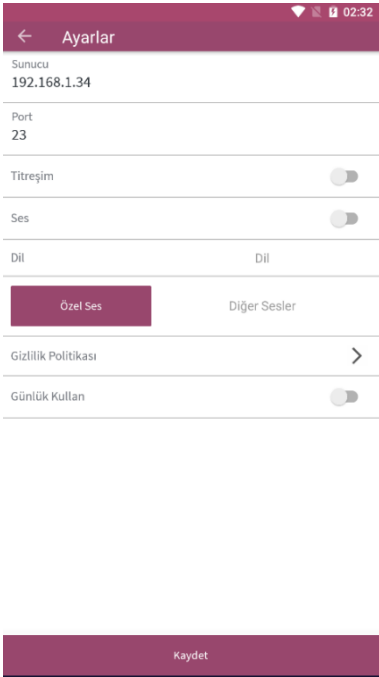 02:32
Ayarlar
Sunucu
192.168.1.34
Port
23
Titreşim
Ses
Dil Dil
Özel Ses Diğer Sesler
Gizlilik Politikası
Günlük Kullan
Kaydet